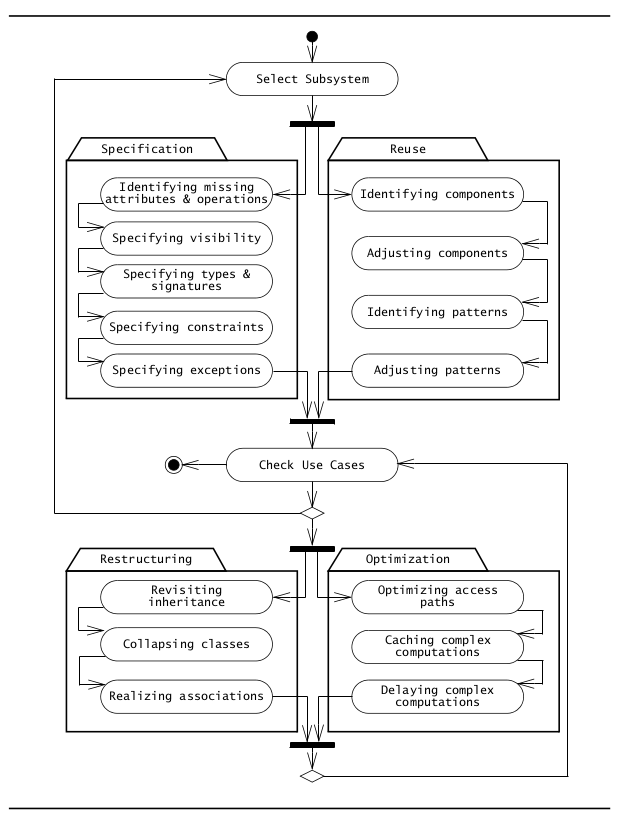 Select Subsystem
Specification
Identifying missing
attributes & operations
Specifying visibility
Specifying types &
signatures
Specifying constraints
Specifying exceptions
Reuse
Identifying components
Adjusting components
Identifying patterns
Adjusting patterns
Check Use Cases
Restructuring
Revisiting
inheritance
Collapsing classes
Realizing associations
Optimization
Optimizing access
paths
Caching complex
computations
Delaying complex
computations